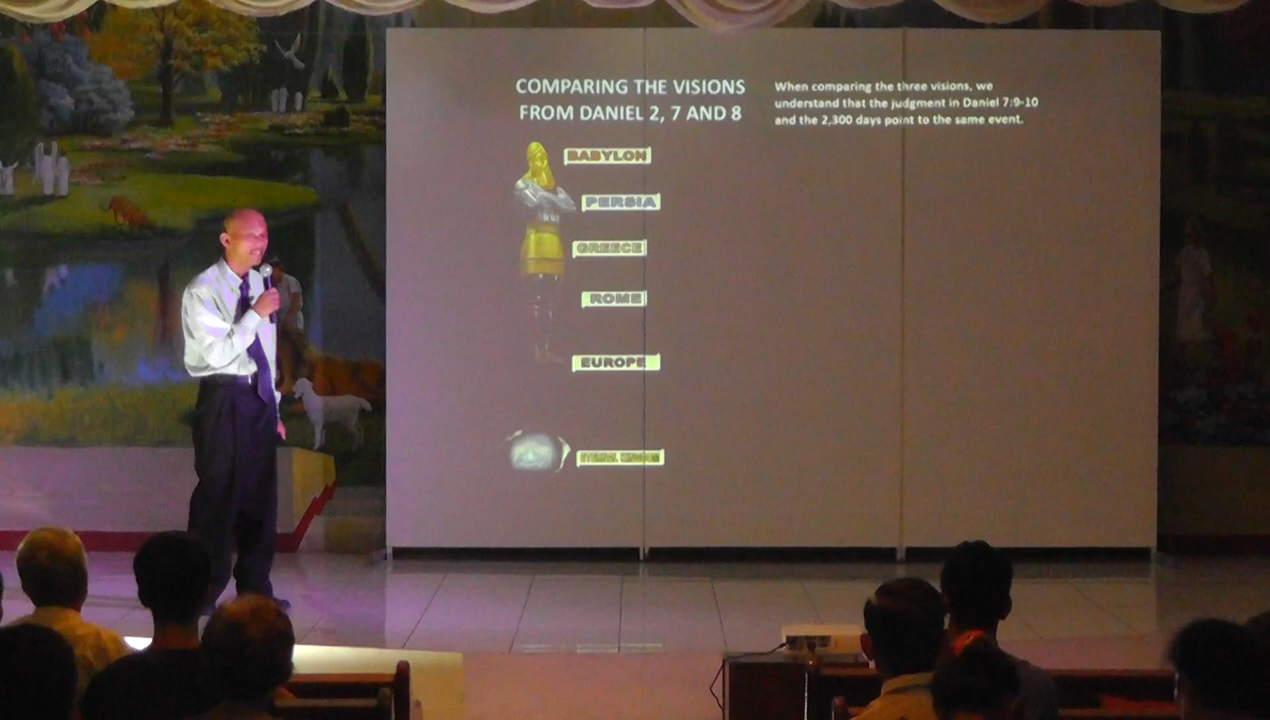 COMPARING THE VISIONS
FROM DANIEL 2, 7 AND 8
When comparing the three visions, we
understand that the judgment in Daniel 7:9-10
and the 2,300 days point to the same event.
BABYLON
PERSIA
GREECE
ROME
EUROPE
ETERNAL KINGDOM